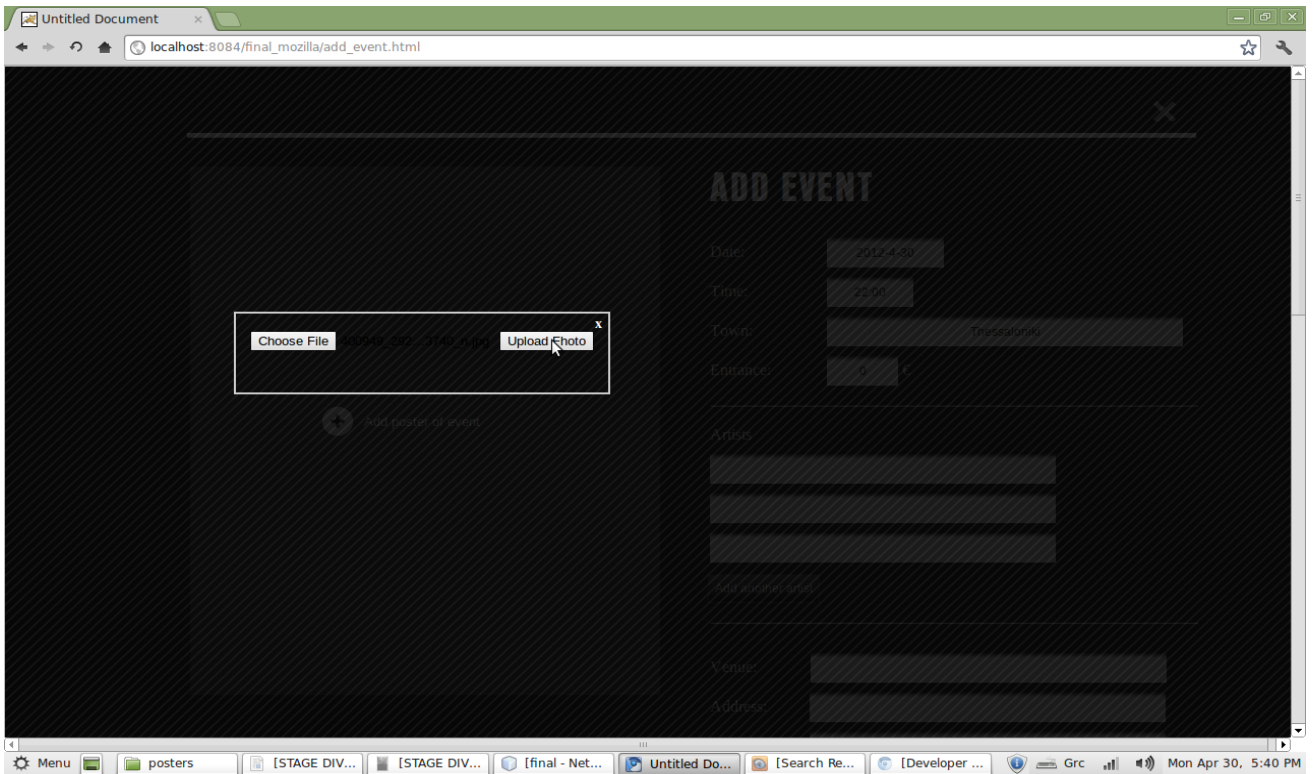 Untitled Document ×
localhost:8084/final_mozilla/add_event.html
ADD EVENT
Date: 2012-4-30
Time: 22:00
Town: Thessaloniki
Entrance: 0 €
x
Choose File Upload Photo
Add poster of event
Artists
Add another artist
Venue:
Address:
Menu posters [STAGE DIV... [STAGE DIV... [final - Net... Untitled Do... [Search Re... [Developer ... Grc Mon Apr 30, 5:40 PM